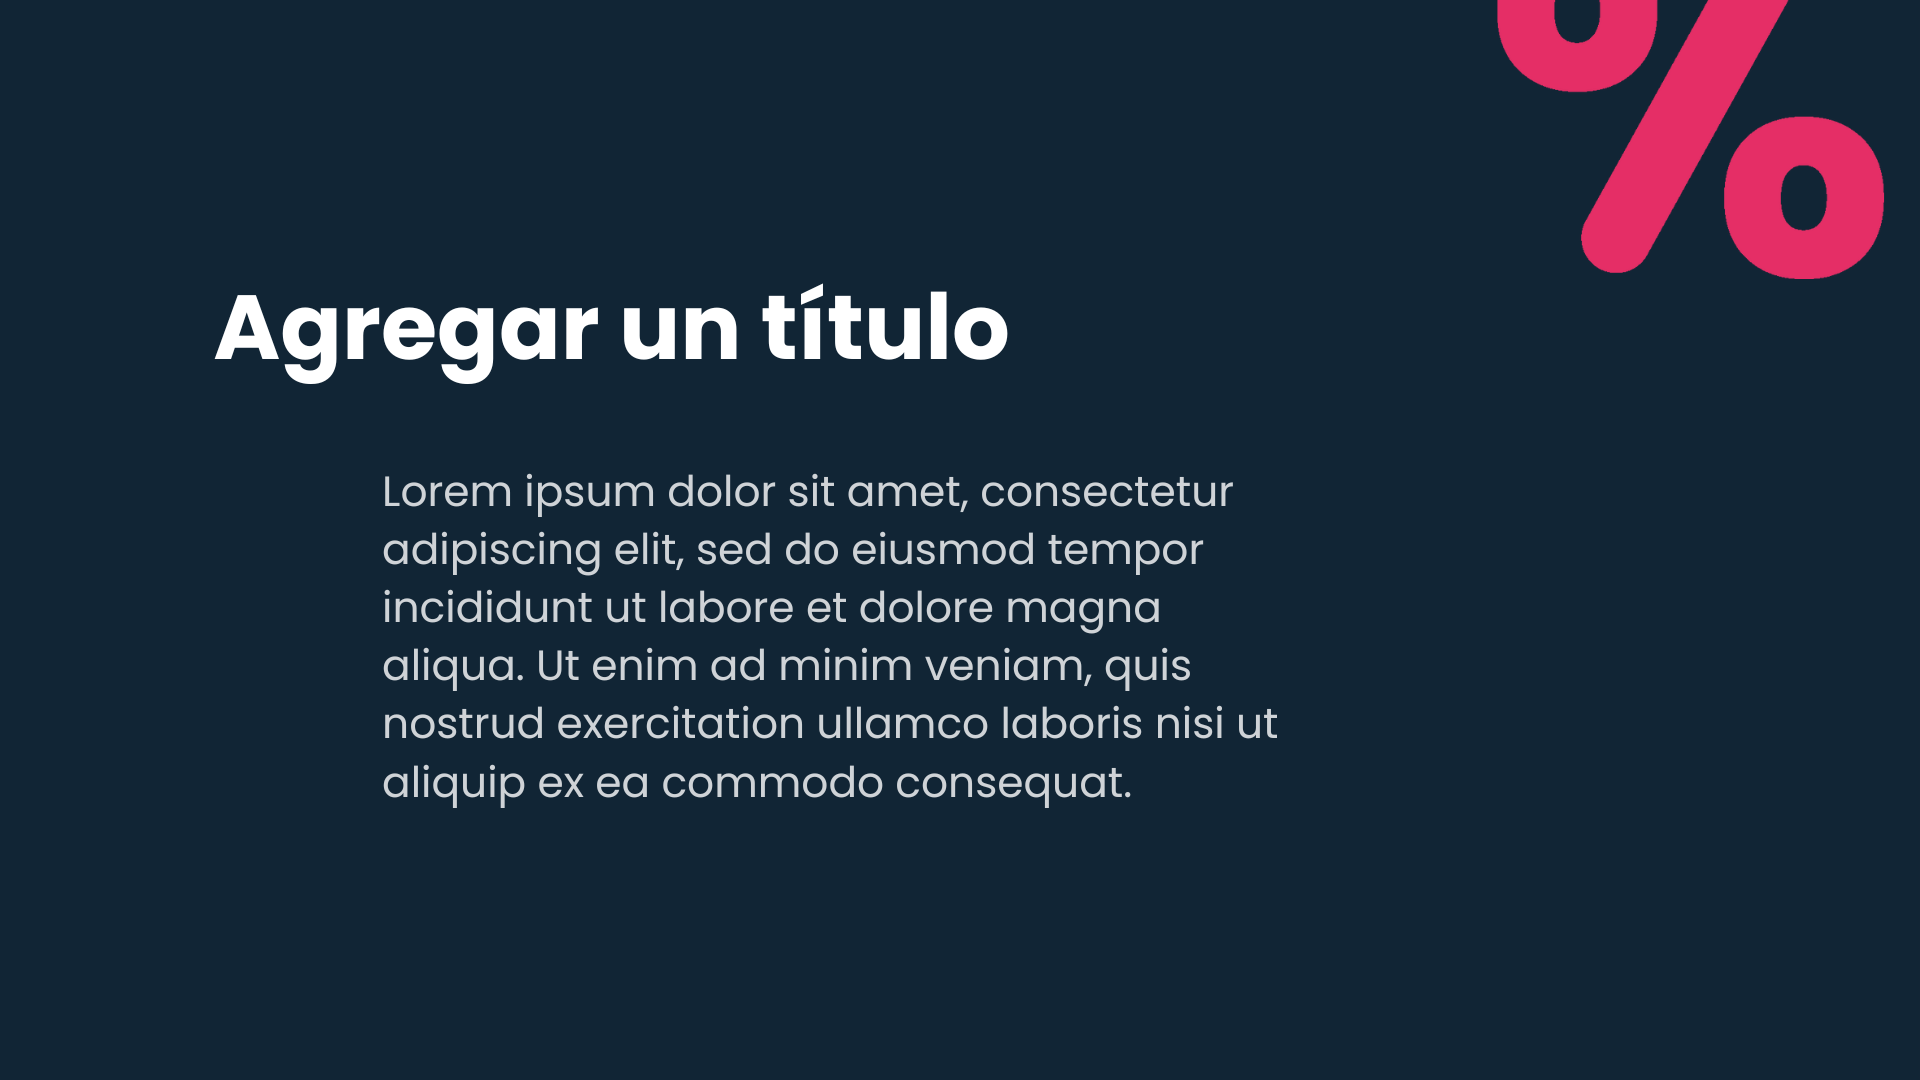 %
Agregar un título
Lorem ipsum dolor sit amet, consectetur
adipiscing elit, sed do eiusmod tempor
incididunt ut labore et dolore magna
aliqua. Ut enim ad minim veniam, quis
nostrud exercitation ullamco laboris nisi ut
aliquip ex ea commodo consequat.